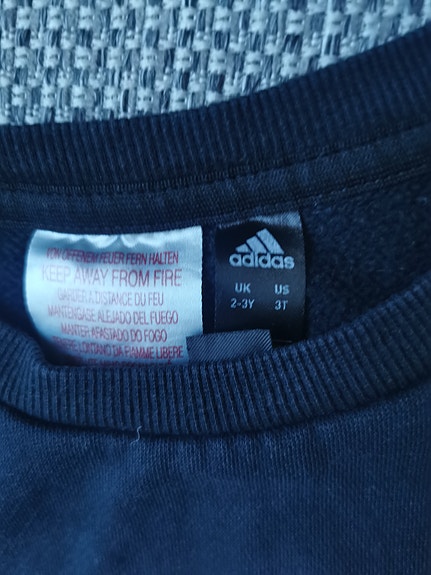 VON OFFENEM FEUER FERN HALTEN
KEEP AWAY FROM FIRE
GARDER À DISTANCE DU FEU
MANTENGASE ALEJADO DEL FUEGO
MANTER AFASTADO DO FOGO
TENERE LONTANO DA FIAMME LIBERE
adidas
UK US
2-3Y 3T